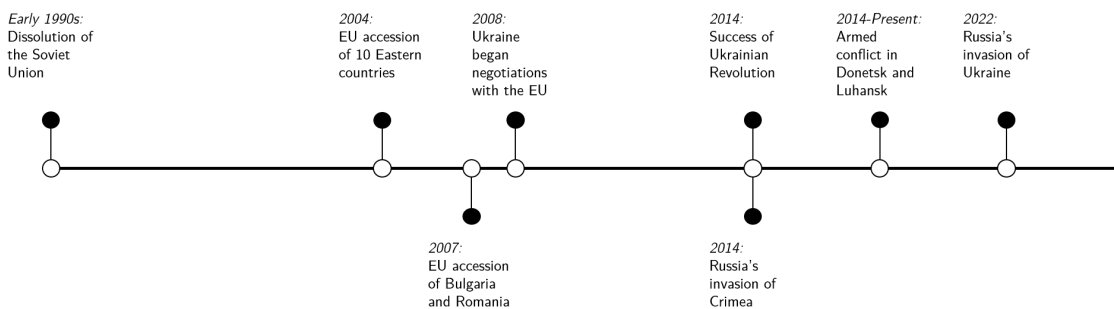 Early 1990s:
Dissolution of
the Soviet
Union
2004:
EU accession
of 10 Eastern
countries
2008:
Ukraine
began
negotiations
with the EU
2014:
Success of
Ukrainian
Revolution
2014-Present:
Armed
conflict in
Donetsk and
Luhansk
2022:
Russia's
invasion of
Ukraine
2007:
EU accession
of Bulgaria
and Romania
2014:
Russia's
invasion of
Crimea